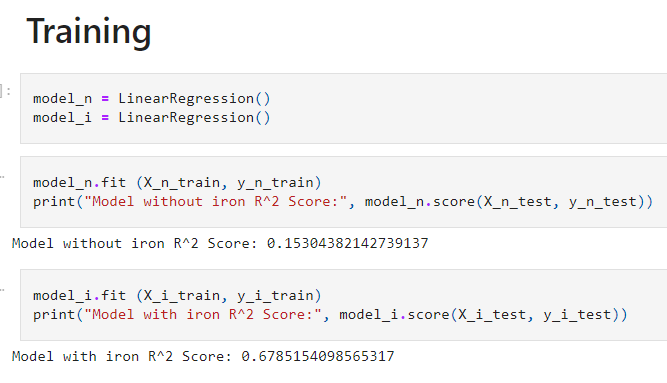 Training
]:
model_n = LinearRegression()
model_i = LinearRegression()
model_n.fit (X_n_train, y_n_train)
print("Model without iron R^2 Score:", model_n.score(X_n_test, y_n_test))
Model without iron R^2 Score: 0.15304382142739137
model_i.fit (X_i_train, y_i_train)
print("Model with iron R^2 Score:", model_i.score(X_i_test, y_i_test))
Model with iron R^2 Score: 0.6785154098565317